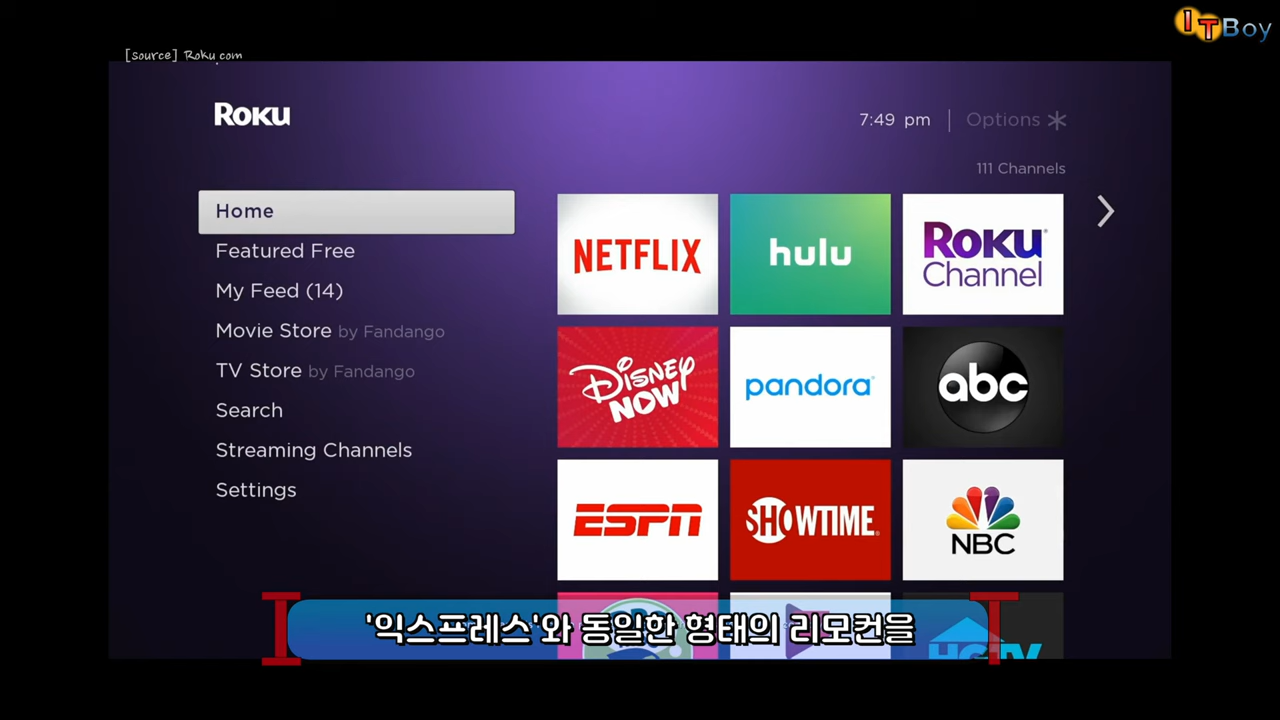 ITBoy
[source] Roku.com
ROKU
7:49 pm | Options
111 Channels
Home
Featured Free
My Feed (14)
Movie Store by Fandango
TV Store by Fandango
Search
Streaming Channels
Settings
NETFLIX
hulu
ROKU
Channel
DISNEY
NOW
pandora
abc
ESPN
SHOWTIME
NBC
HGTV
'익스프레스'와 동일한 형태의 리모컨을